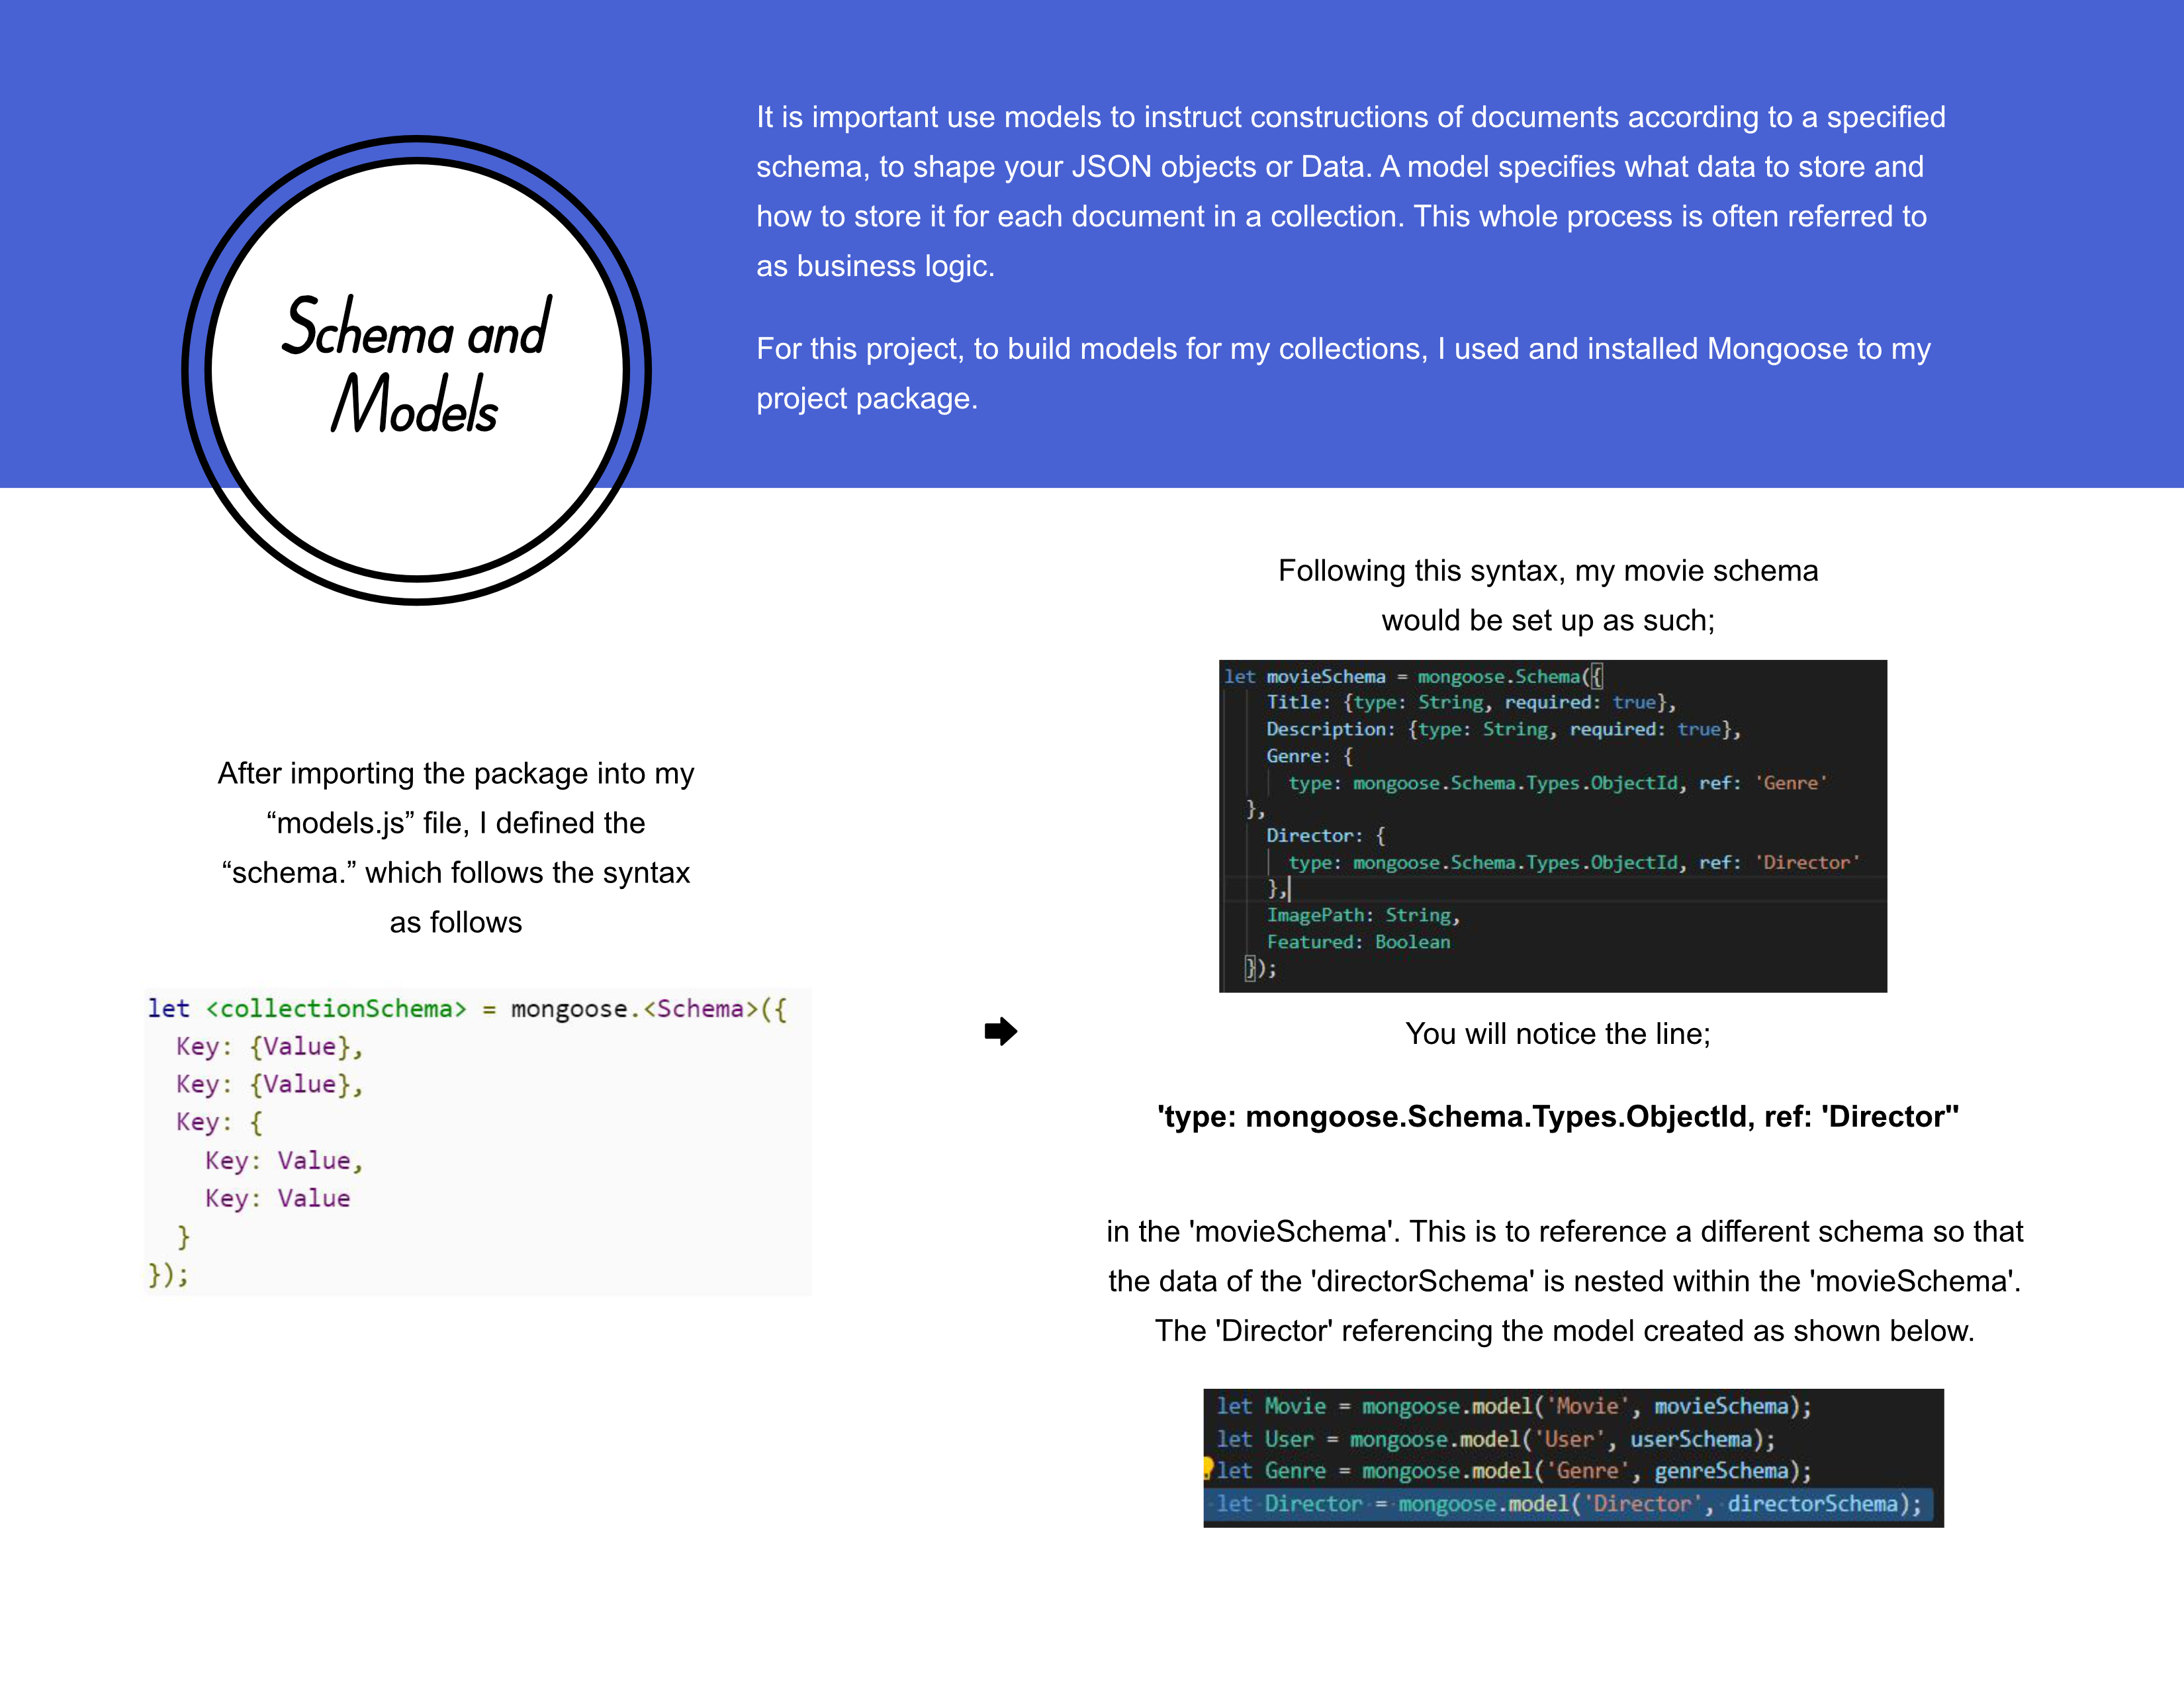 Schema and
Models
It is important use models to instruct constructions of documents according to a specified
schema, to shape your JSON objects or Data. A model specifies what data to store and
how to store it for each document in a collection. This whole process is often referred to
as business logic.
For this project, to build models for my collections, I used and installed Mongoose to my
project package.
After importing the package into my
“models.js” file, I defined the
“schema.” which follows the syntax
as follows
let <collectionSchema> = mongoose.<Schema>({
  Key: {Value},
  Key: {Value},
  Key: {
    Key: Value,
    Key: Value
  }
});
Following this syntax, my movie schema
would be set up as such;
let movieSchema = mongoose.Schema({
    Title: {type: String, required: true},
    Description: {type: String, required: true},
    Genre: {
      type: mongoose.Schema.Types.ObjectId, ref: 'Genre'
  },
    Director: {
      type: mongoose.Schema.Types.ObjectId, ref: 'Director'
    },
    ImagePath: String,
    Featured: Boolean
  });
You will notice the line;
'type: mongoose.Schema.Types.ObjectId, ref: 'Director''
in the 'movieSchema'. This is to reference a different schema so that
the data of the 'directorSchema' is nested within the 'movieSchema'.
The 'Director' referencing the model created as shown below.
let Movie = mongoose.model('Movie', movieSchema);
let User = mongoose.model('User', userSchema);
let Genre = mongoose.model('Genre', genreSchema);
let Director = mongoose.model('Director', directorSchema);